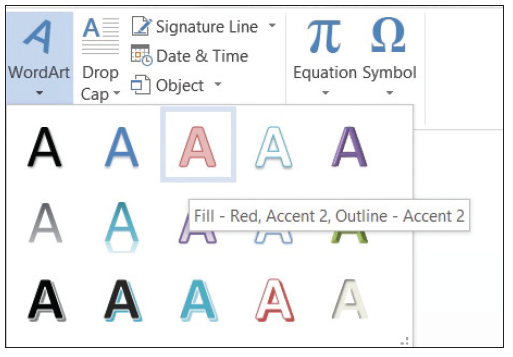 WordArt
Drop
Cap
Signature Line
Date & Time
Object
Equation
Symbol
π
Ω
A
A A A A A
A A A A A
Fill - Red, Accent 2, Outline - Accent 2
A A A A A